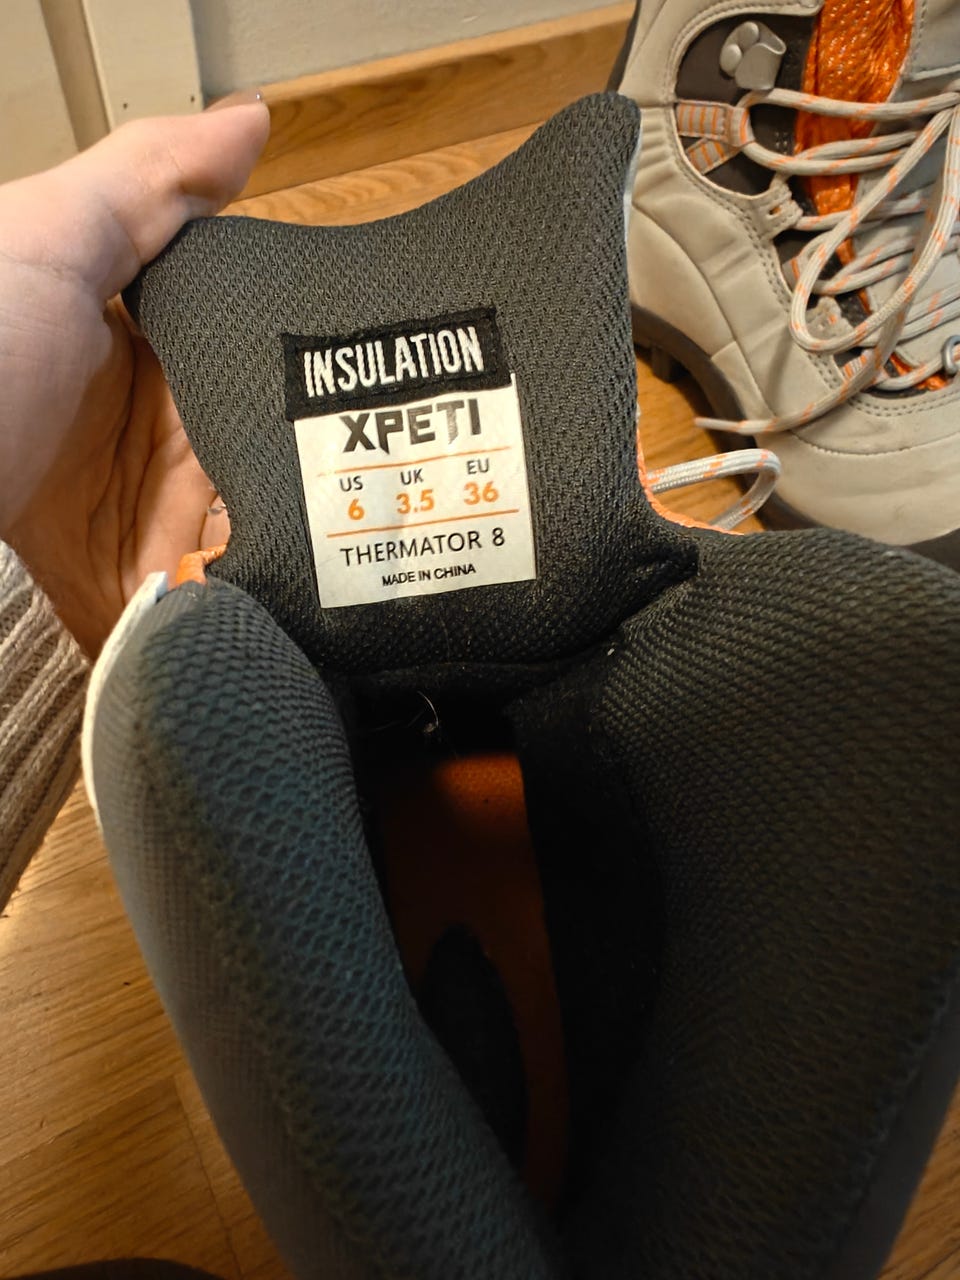 INSULATION
XPETI
US UK EU
6 3.5 36
THERMATOR 8
MADE IN CHINA